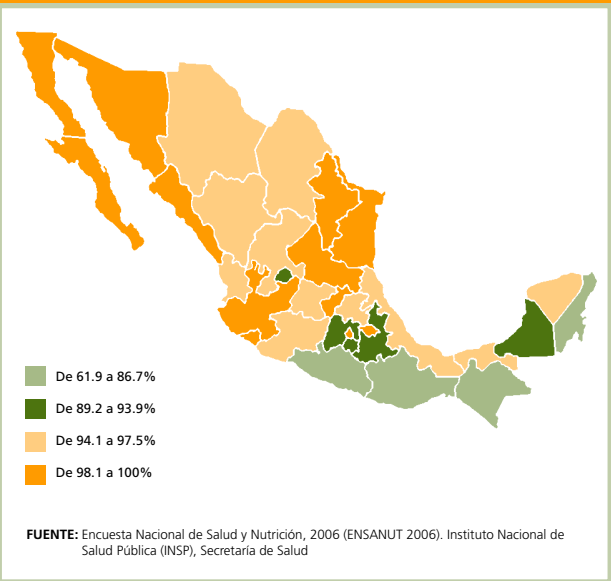 De 61.9 a 86.7%
De 89.2 a 93.9%
De 94.1 a 97.5%
De 98.1 a 100%
FUENTE: Encuesta Nacional de Salud y Nutrición, 2006 (ENSANUT 2006). Instituto Nacional de
Salud Pública (INSP), Secretaría de Salud